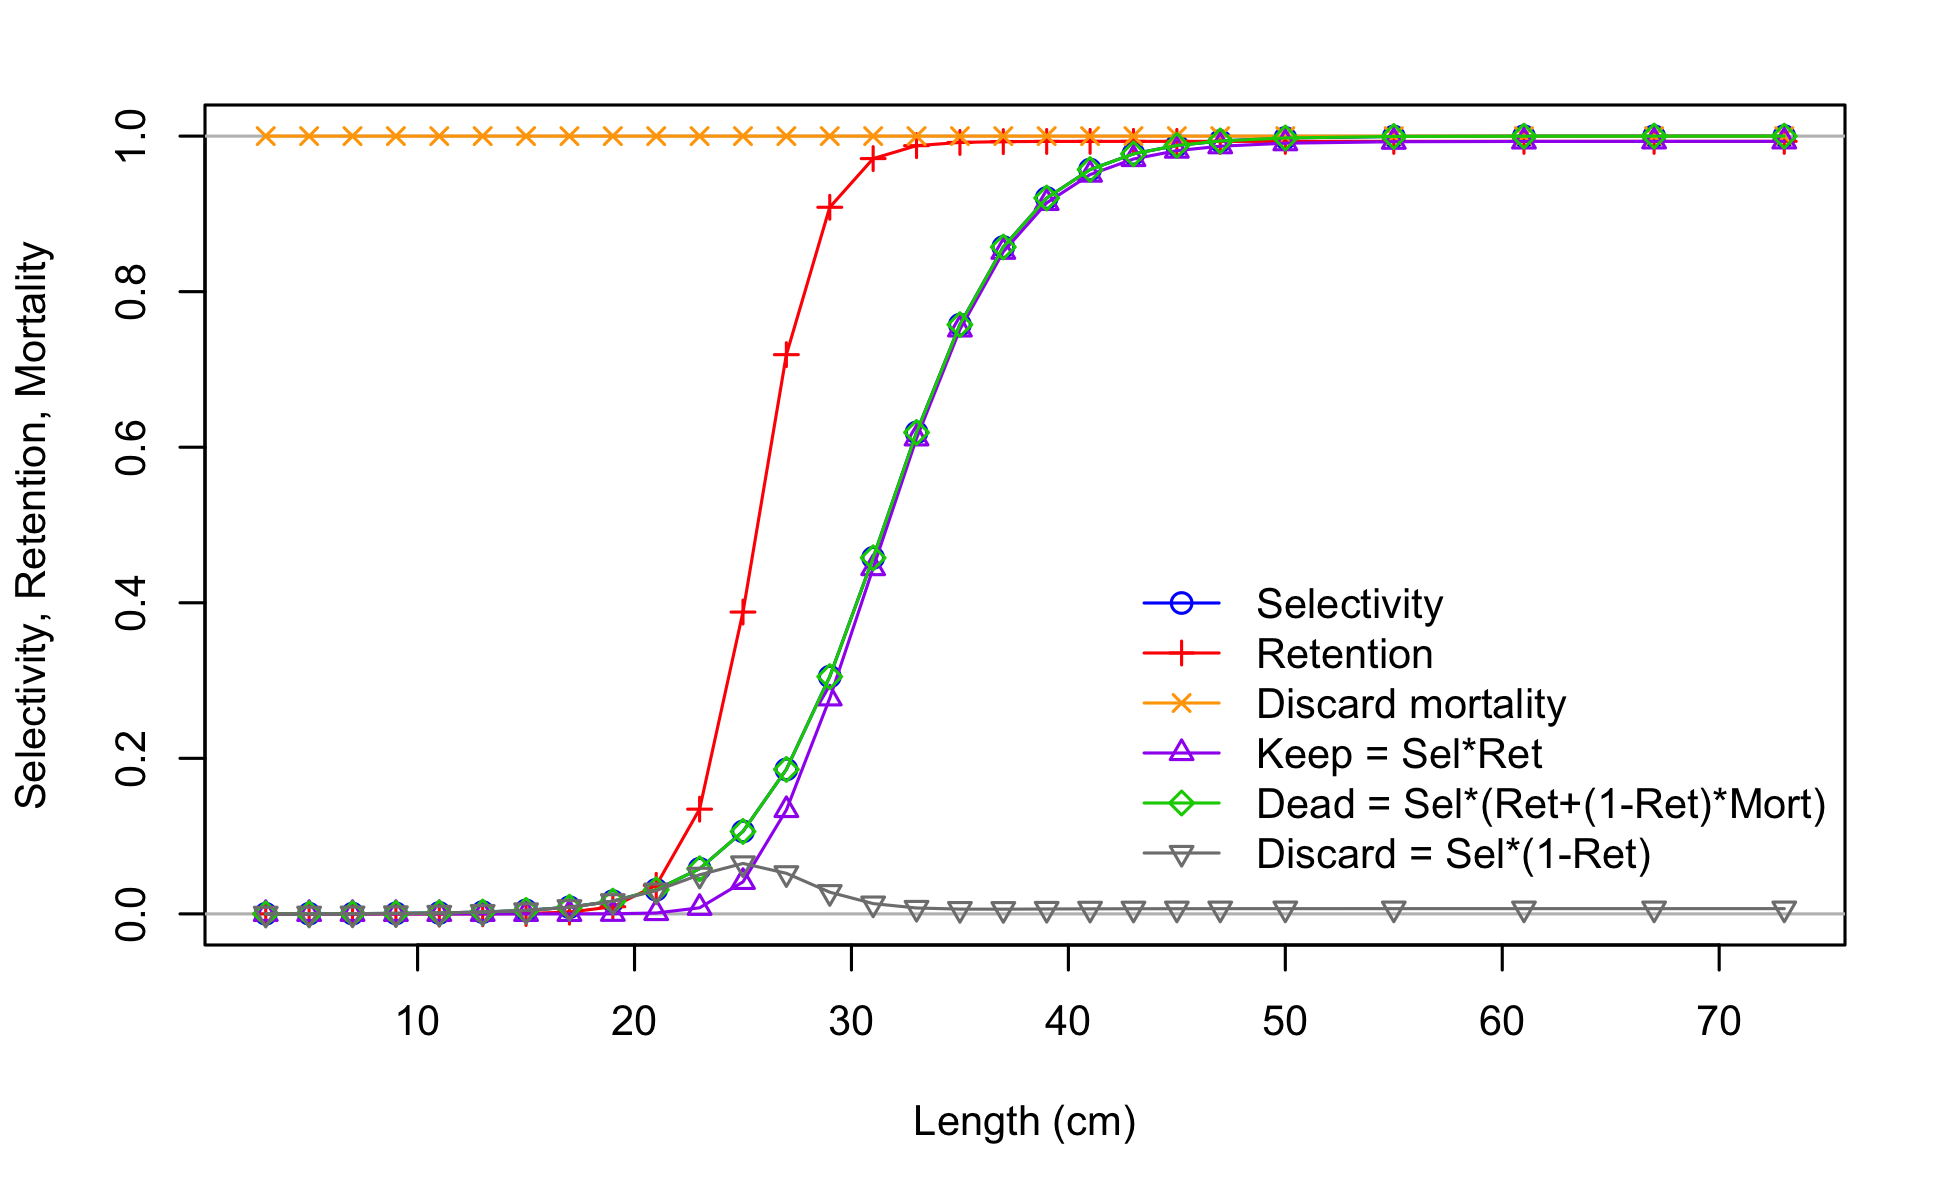 Selectivity, Retention, Mortality
1.0
0.8
0.6
0.4
0.2
0.0
Selectivity
Retention
Discard mortality
Keep = Sel*Ret
Dead = Sel*(Ret+(1-Ret)*Mort)
Discard = Sel*(1-Ret)
10 20 30 40 50 60 70
Length (cm)